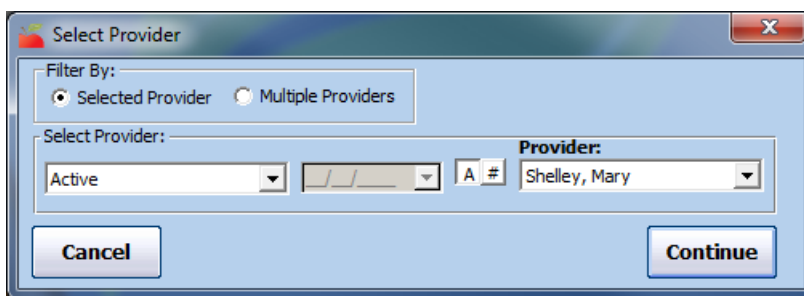 Select Provider
Filter By:
Selected Provider Multiple Providers
Select Provider:
Provider:
Active __/__/____ A # Shelley, Mary
Cancel Continue